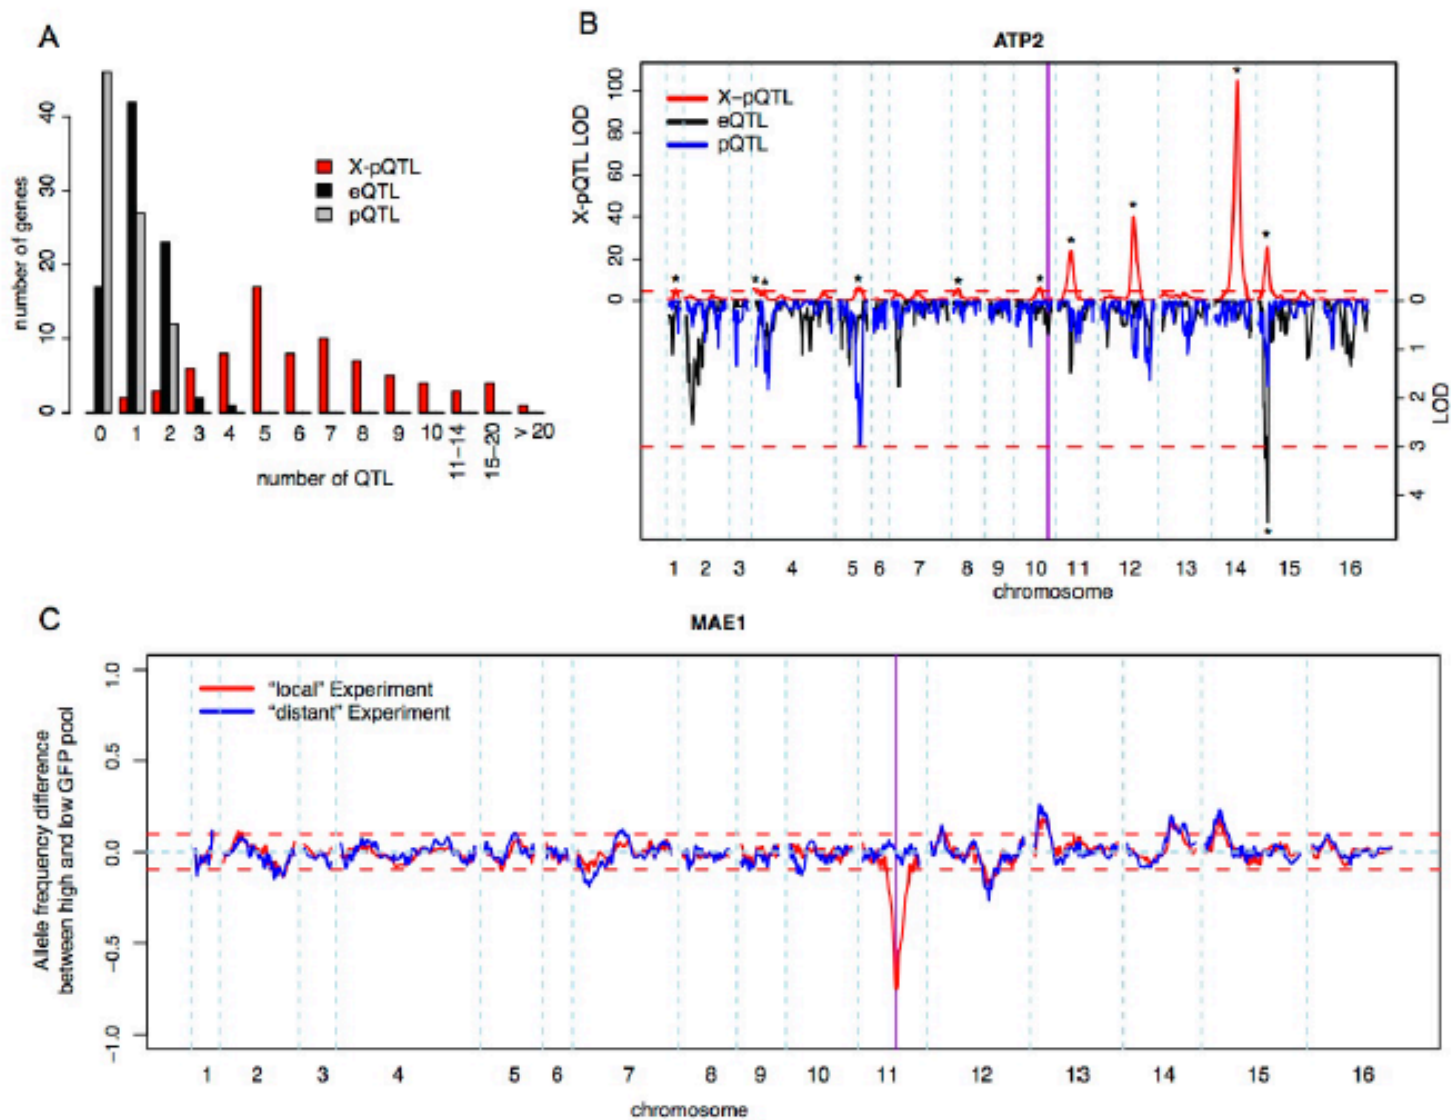 A
number of genes
40
30
20
10
0
X-pQTL
eQTL
pQTL
0 1 2 3 4 5 6 7 8 9 10 11−14 15−20 > 20
number of QTL
B
ATP2
X-pQTL LOD
100
80
60
40
20
0
X−pQTL
eQTL
pQTL
* * * * * * * * * *
*
0
1
2
3
4
LOD
1 2 3 4 5 6 7 8 9 10 11 12 13 14 15 16
chromosome
C
MAE1
Allele frequency difference
between high and low GFP pool
1.0
0.5
0.0
−0.5
−1.0
"local" Experiment
"distant" Experiment
1 2 3 4 5 6 7 8 9 10 11 12 13 14 15 16
chromosome